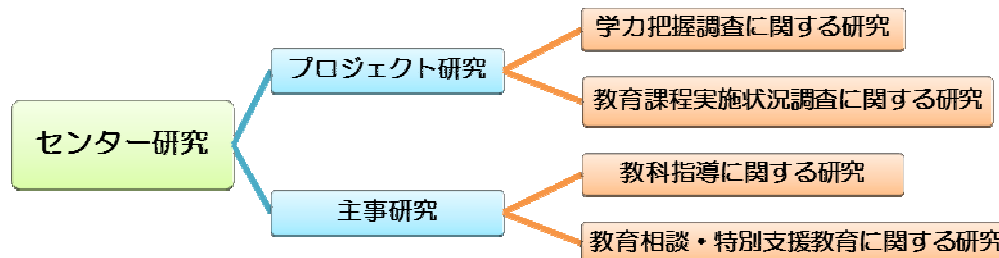 センター研究
プロジェクト研究
学力把握調査に関する研究
教育課程実施状況調査に関する研究
主事研究
教科指導に関する研究
教育相談・特別支援教育に関する研究